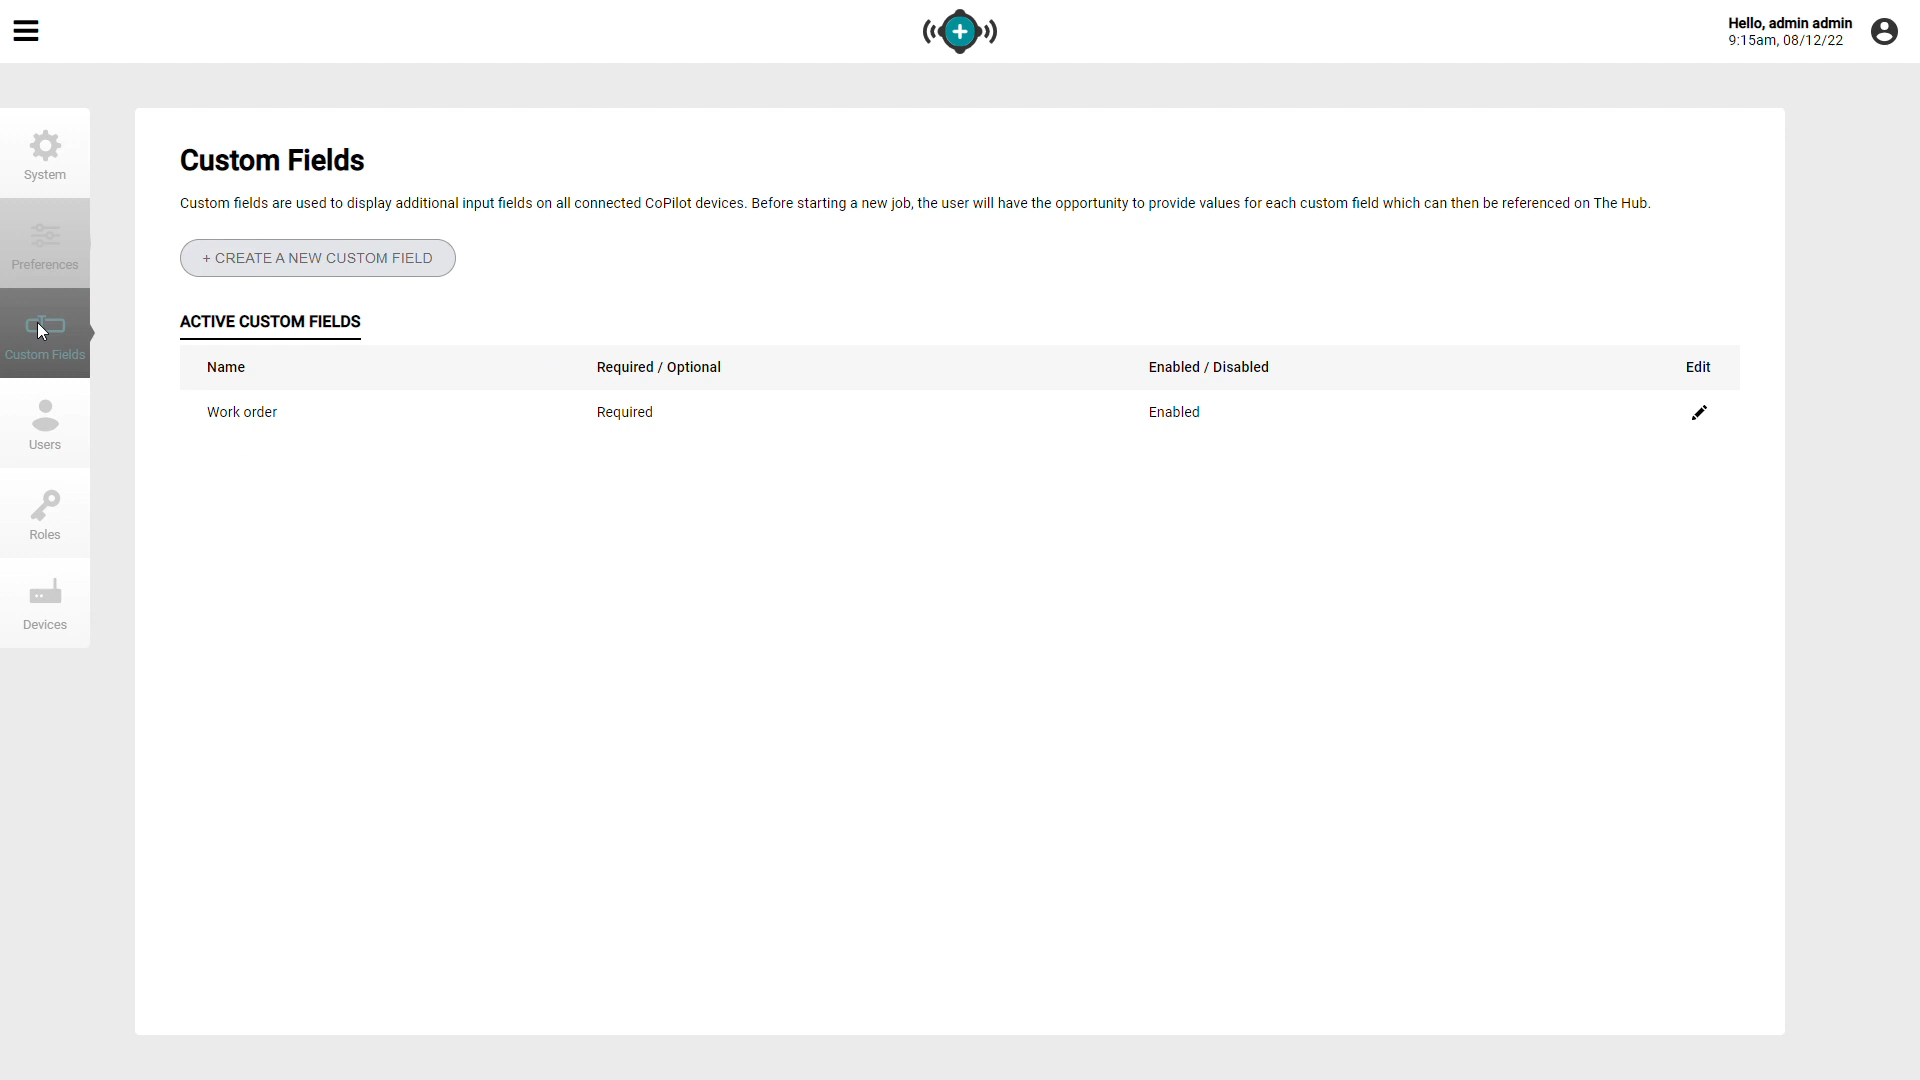 Hello, admin admin
9:15am, 08/12/22
System
Preferences
Custom Fields
Users
Roles
Devices
Custom Fields
Custom fields are used to display additional input fields on all connected CoPilot devices. Before starting a new job, the user will have the opportunity to provide values for each custom field which can then be referenced on The Hub.
+ CREATE A NEW CUSTOM FIELD
ACTIVE CUSTOM FIELDS
Name Required / Optional Enabled / Disabled Edit
Work order Required Enabled